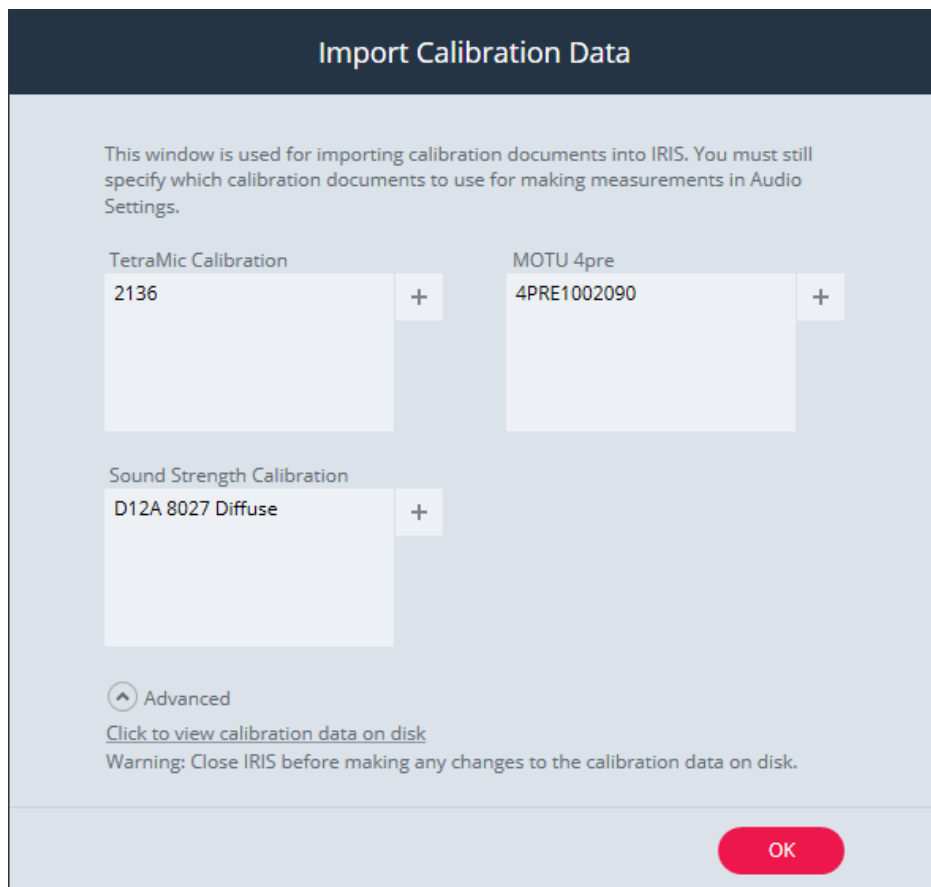 Import Calibration Data
This window is used for importing calibration documents into IRIS. You must still
specify which calibration documents to use for making measurements in Audio
Settings.
TetraMic Calibration
2136
+
MOTU 4pre
4PRE1002090
+
Sound Strength Calibration
D12A 8027 Diffuse
+
Advanced
Click to view calibration data on disk
Warning: Close IRIS before making any changes to the calibration data on disk.
OK